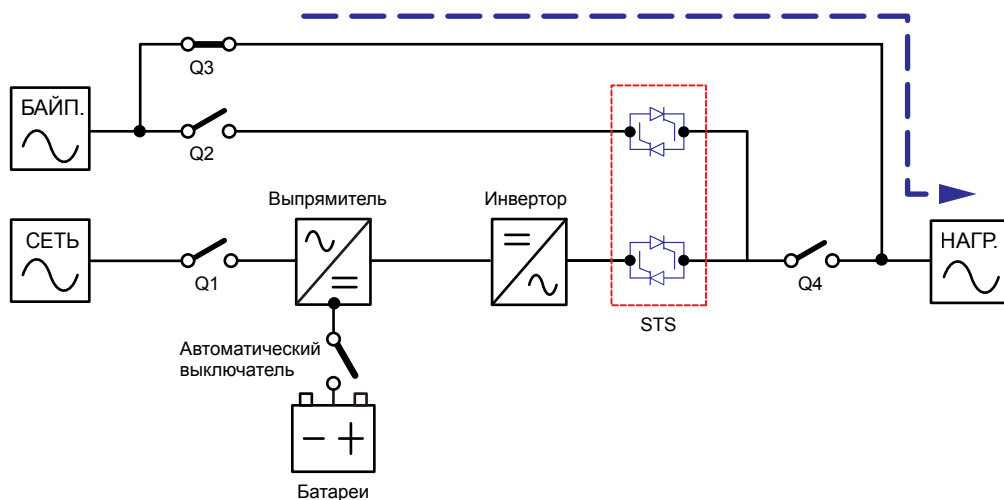 Q3
БАЙП.
Q2
Выпрямитель
Инвертор
СЕТЬ
НАГР.
Q1
Q4
STS
Автоматический
выключатель
Батареи